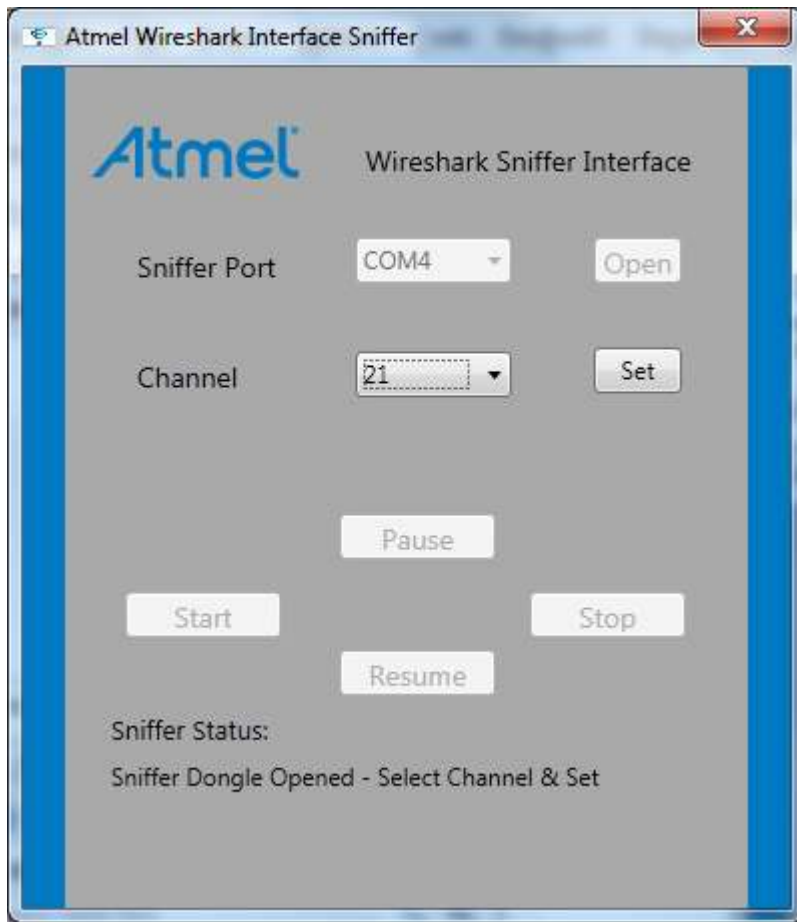 Atmel Wireshark Interface Sniffer
Atmel
Wireshark Sniffer Interface
Sniffer Port COM4 Open
Channel 21 Set
Pause
Start Stop
Resume
Sniffer Status:
Sniffer Dongle Opened - Select Channel & Set